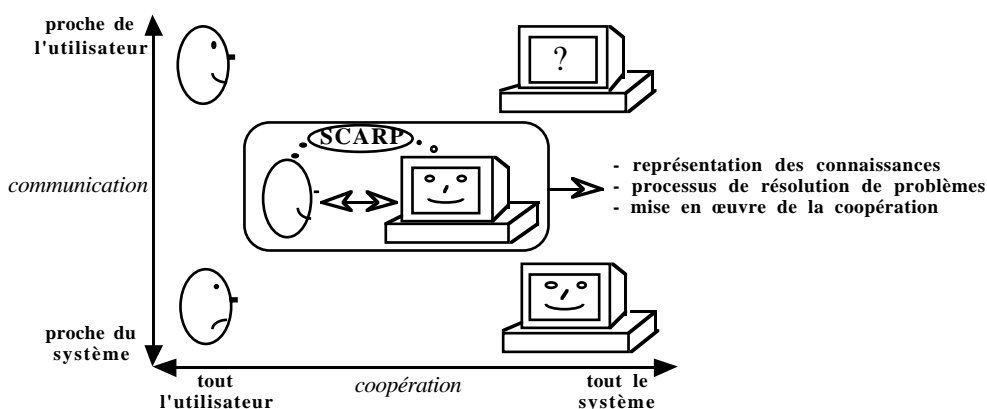 proche de
l'utilisateur
?
SCARP
communication
- représentation des connaissances
- processus de résolution de problèmes
- mise en œuvre de la coopération
proche du
système
tout
l'utilisateur
coopération
tout le
système